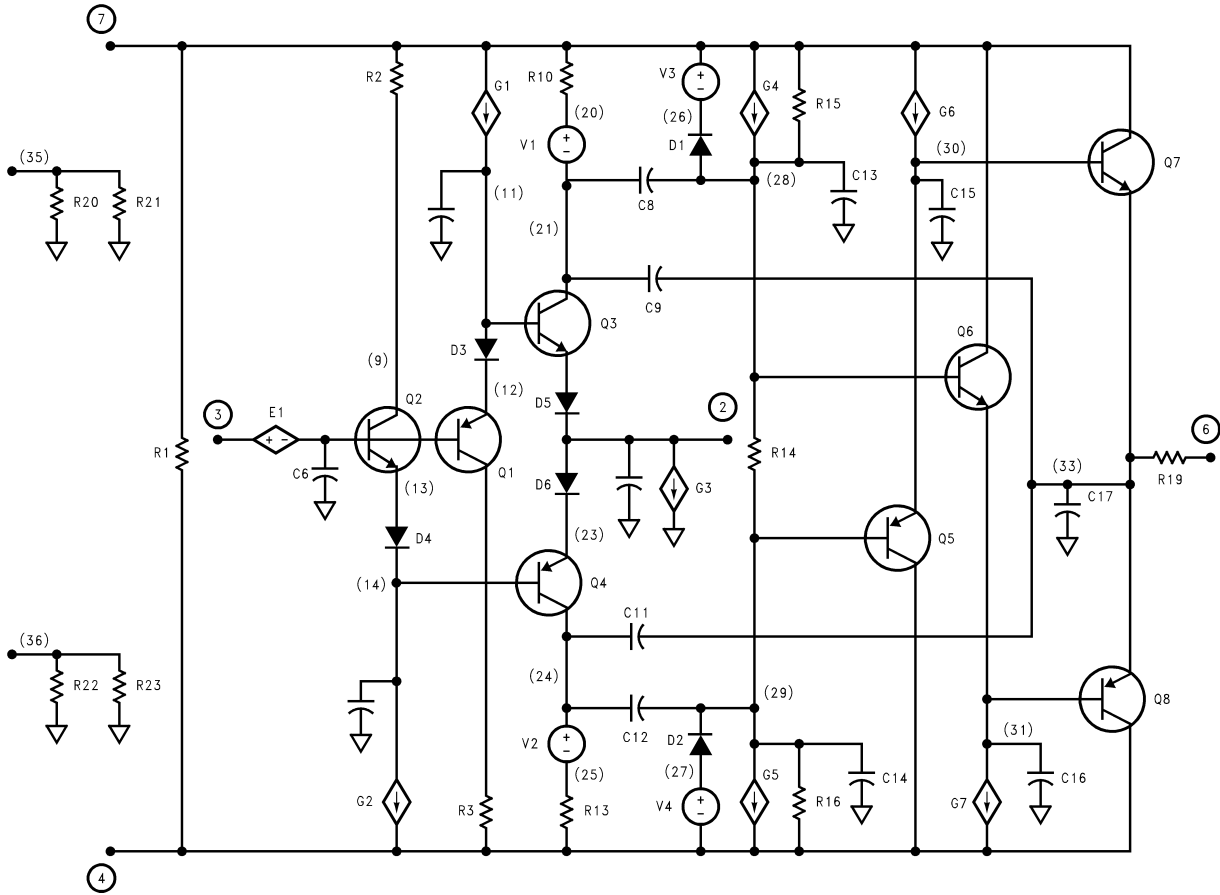 7
R2
G1
R10
V3
G4
R15
G6
(20)
(26)
V1
D1
Q7
(35)
(30)
R20
R21
(11)
C8
(28)
C13
C15
(21)
C9
Q3
Q6
D3
(9)
(12)
3
E1
Q2
D5
2
6
R1
C6
Q1
R14
(13)
D6
G3
(33)
R19
C17
D4
(23)
Q5
(14)
Q4
C11
(36)
R22
R23
(24)
(29)
Q8
C12
V2
D2
(31)
(25)
(27)
G5
C14
C16
G2
R3
R13
V4
R16
G7
4
+ -
+
-
+
-
+
-
+
-